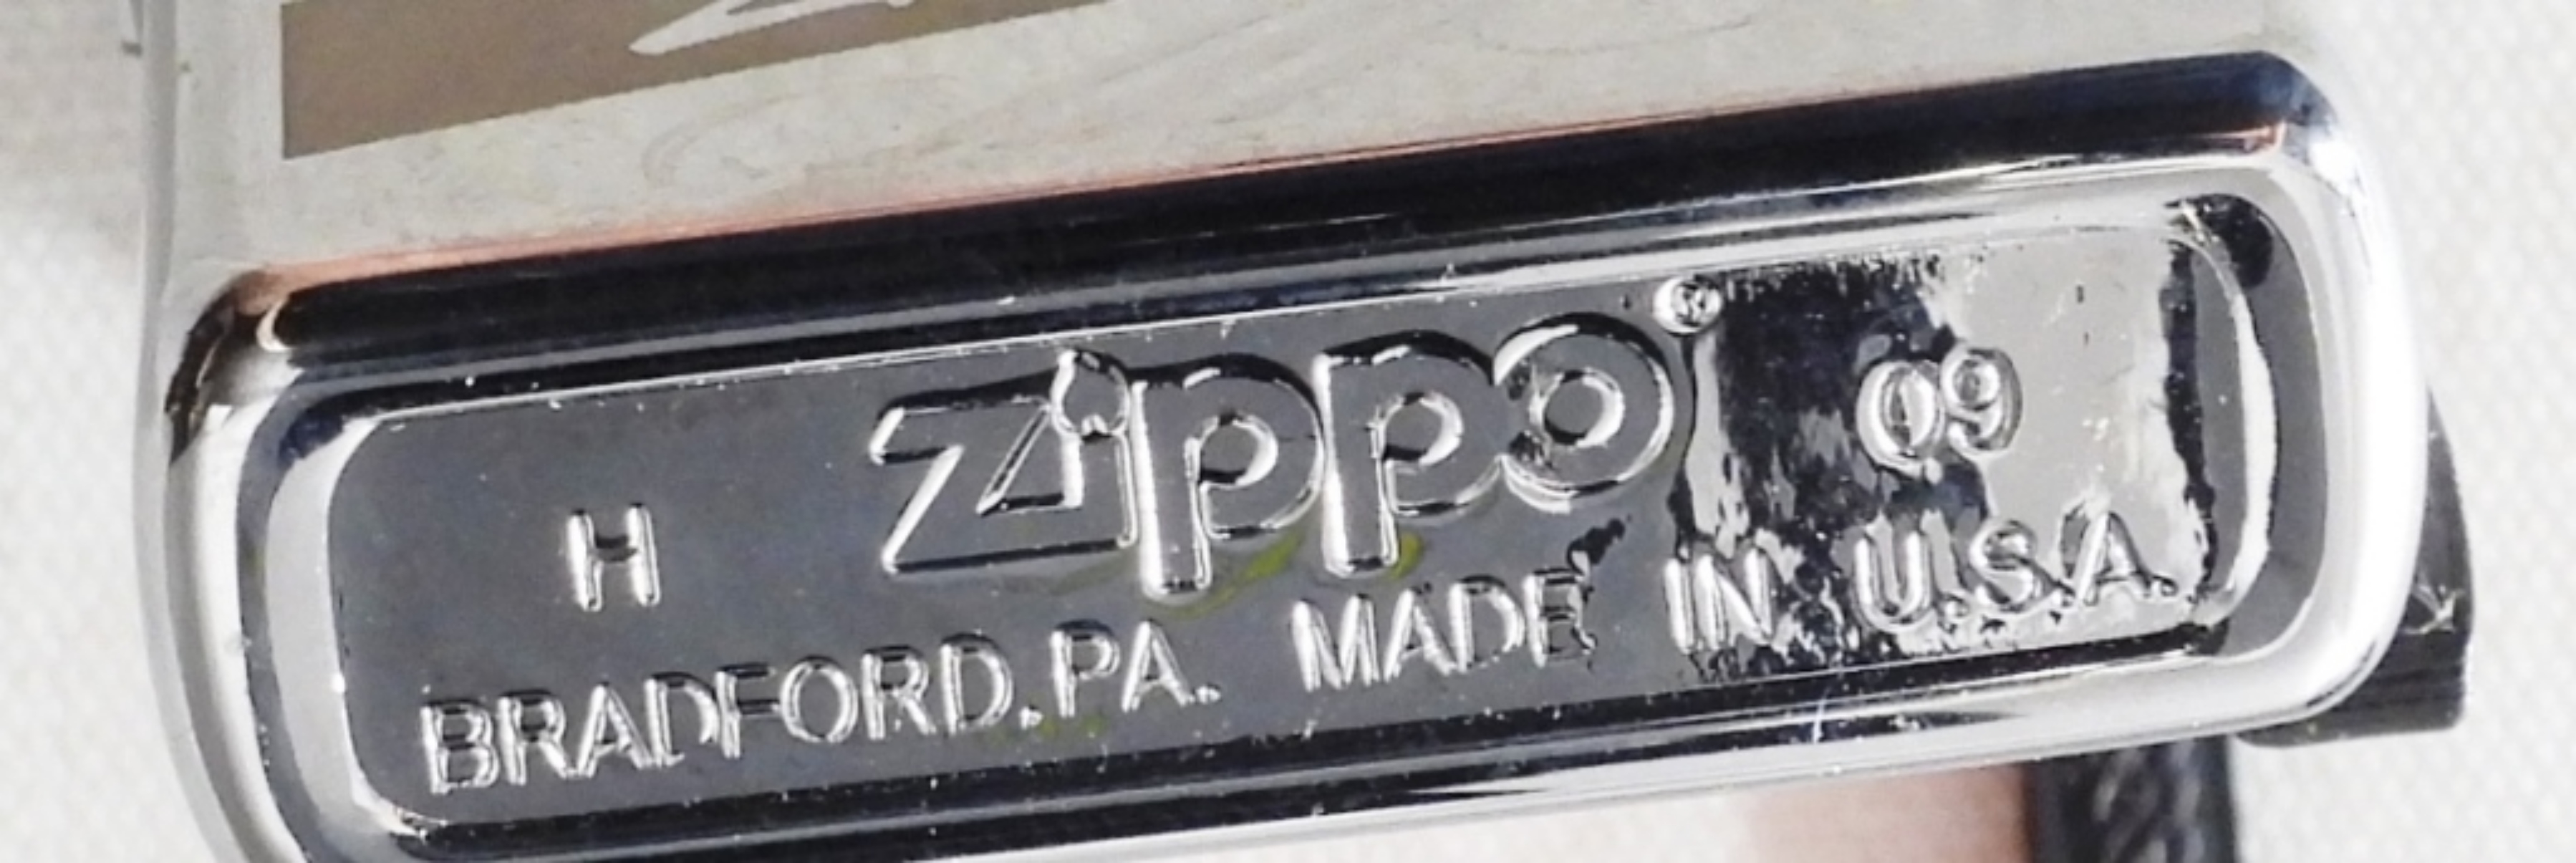 H Zippo® 09
BRADFORD.PA. MADE IN U.S.A.